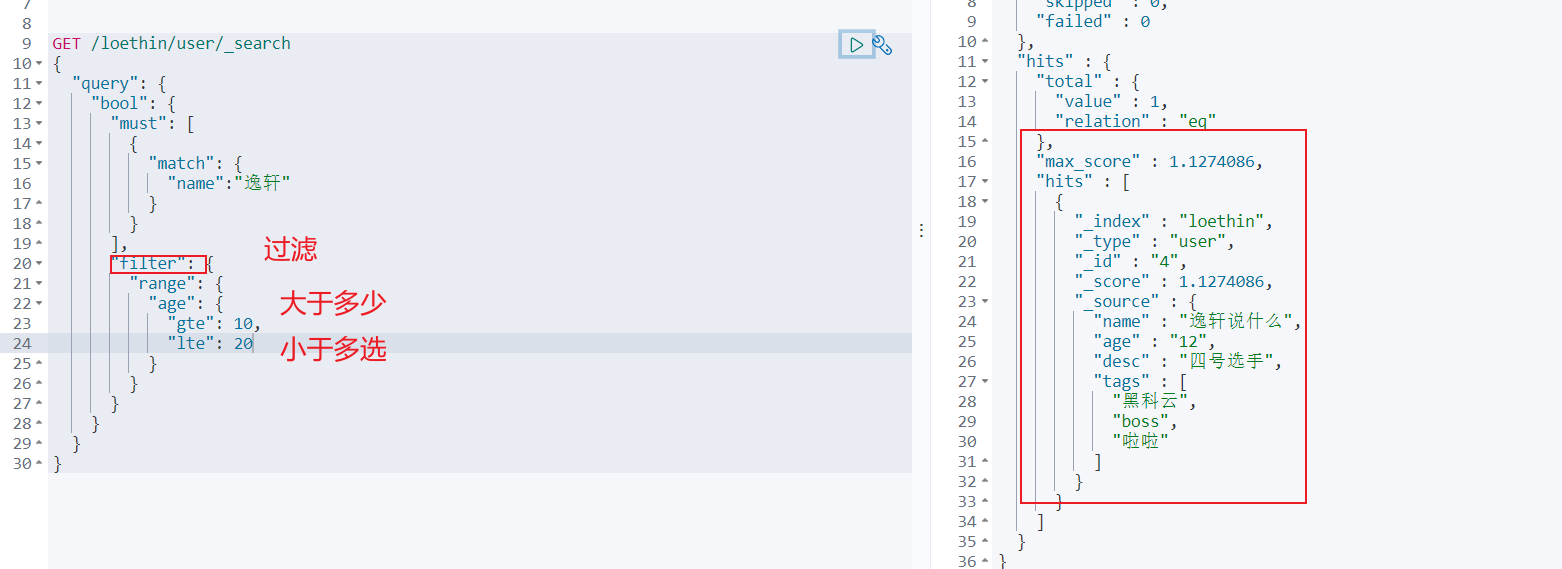 7
8
9 GET /loethin/user/_search
10 {
11 "query": {
12 "bool": {
13 "must": [
14 {
15 "match": {
16 "name":"逸轩"
17 }
18 }
19 ],
20 "filter": {
21 "range": {
22 "age": {
23 "gte": 10,
24 "lte": 20
25 }
26 }
27 }
28 }
29 }
30 }
过滤
大于多少
小于多选
8 "skipped" : 0,
9 "failed" : 0
10 },
11 "hits" : {
12 "total" : {
13 "value" : 1,
14 "relation" : "eq"
15 },
16 "max_score" : 1.1274086,
17 "hits" : [
18 {
19 "_index" : "loethin",
20 "_type" : "user",
21 "_id" : "4",
22 "_score" : 1.1274086,
23 "_source" : {
24 "name" : "逸轩说什么",
25 "age" : "12",
26 "desc" : "四号选手",
27 "tags" : [
28 "黑科云",
29 "boss",
30 "啦啦"
31 ]
32 }
33 }
34 ]
35 }
36 }